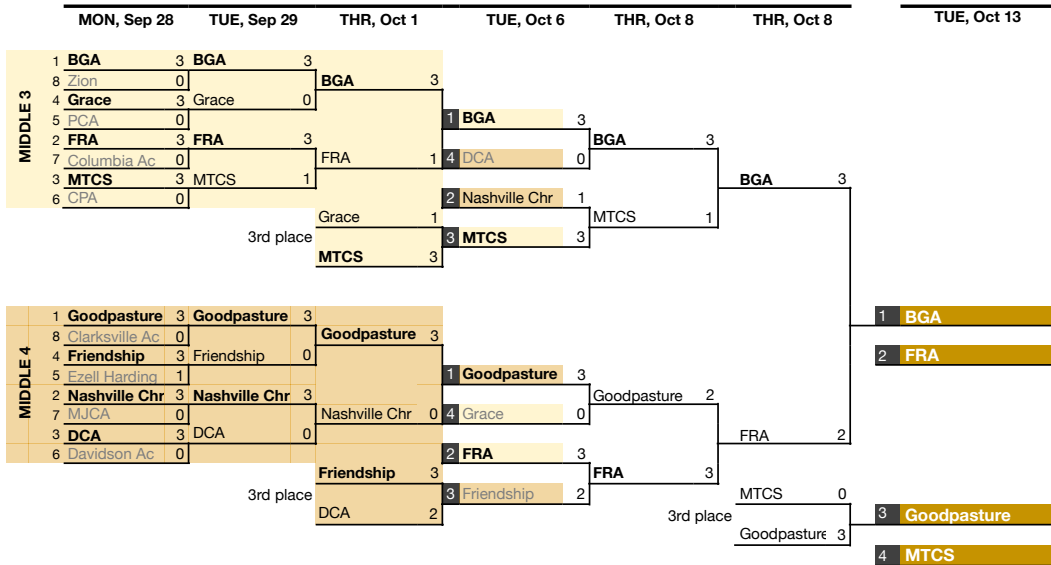 MON, Sep 28 TUE, Sep 29 THR, Oct 1 TUE, Oct 6 THR, Oct 8 THR, Oct 8 TUE, Oct 13
MIDDLE 3
1 BGA 3 BGA 3
8 Zion 0 BGA 3
4 Grace 3 Grace 0
5 PCA 0 1 BGA 3
2 FRA 3 FRA 3 BGA 3
7 Columbia Ac 0 FRA 1 4 DCA 0
3 MTCS 3 MTCS 1 BGA 3
6 CPA 0 2 Nashville Chr 1
Grace 1 MTCS 1
3rd place 3 MTCS 3
MTCS 3
MIDDLE 4
1 Goodpasture 3 Goodpasture 3 1 BGA
8 Clarksville Ac 0 Goodpasture 3
4 Friendship 3 Friendship 0 2 FRA
5 Ezell Harding 1 1 Goodpasture 3
2 Nashville Chr 3 Nashville Chr 3 Goodpasture 2
7 MJCA 0 Nashville Chr 0 4 Grace 0
3 DCA 3 DCA 0 FRA 2
6 Davidson Ac 0 2 FRA 3
Friendship 3 FRA 3
3rd place 3 Friendship 2 MTCS 0
DCA 2 3rd place 3 Goodpasture
Goodpasture 3
4 MTCS